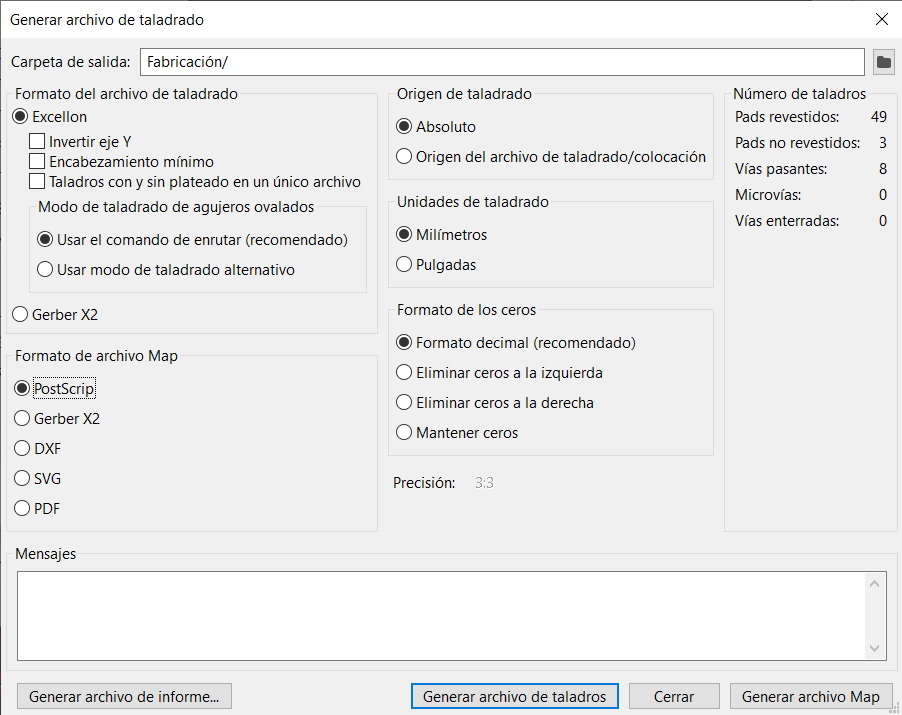 Generar archivo de taladrado
Carpeta de salida: Fabricación/
Formato del archivo de taladrado
Excellon
Invertir eje Y
Encabezamiento mínimo
Taladros con y sin plateado en un único archivo
Modo de taladrado de agujeros ovalados
Usar el comando de enrutar (recomendado)
Usar modo de taladrado alternativo
Gerber X2
Formato de archivo Map
PostScrip
Gerber X2
DXF
SVG
PDF
Origen de taladrado
Absoluto
Origen del archivo de taladrado/colocación
Unidades de taladrado
Milímetros
Pulgadas
Formato de los ceros
Formato decimal (recomendado)
Eliminar ceros a la izquierda
Eliminar ceros a la derecha
Mantener ceros
Precisión: 3:3
Número de taladros
Pads revestidos: 49
Pads no revestidos: 3
Vías pasantes: 8
Microvías: 0
Vías enterradas: 0
Mensajes
Generar archivo de informe... Generar archivo de taladros Cerrar Generar archivo Map